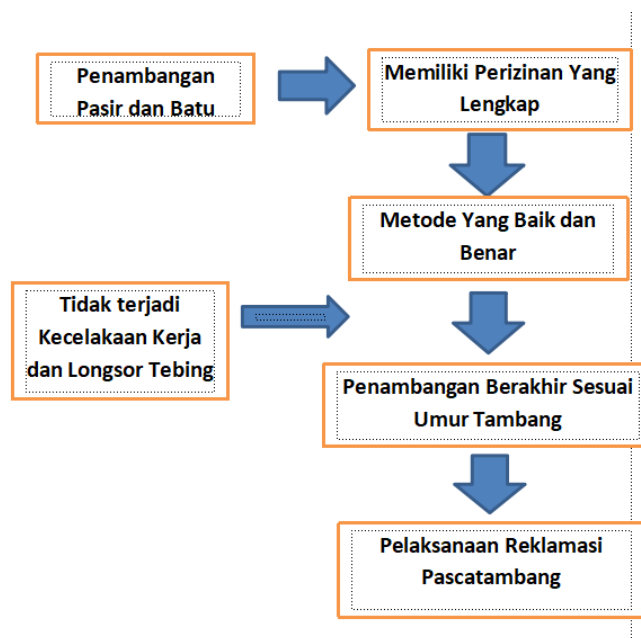 Penambangan
Pasir dan Batu
Memiliki Perizinan Yang
Lengkap
Metode Yang Baik dan
Benar
Tidak terjadi
Kecelakaan Kerja
dan Longsor Tebing
Penambangan Berakhir Sesuai
Umur Tambang
Pelaksanaan Reklamasi
Pascatambang